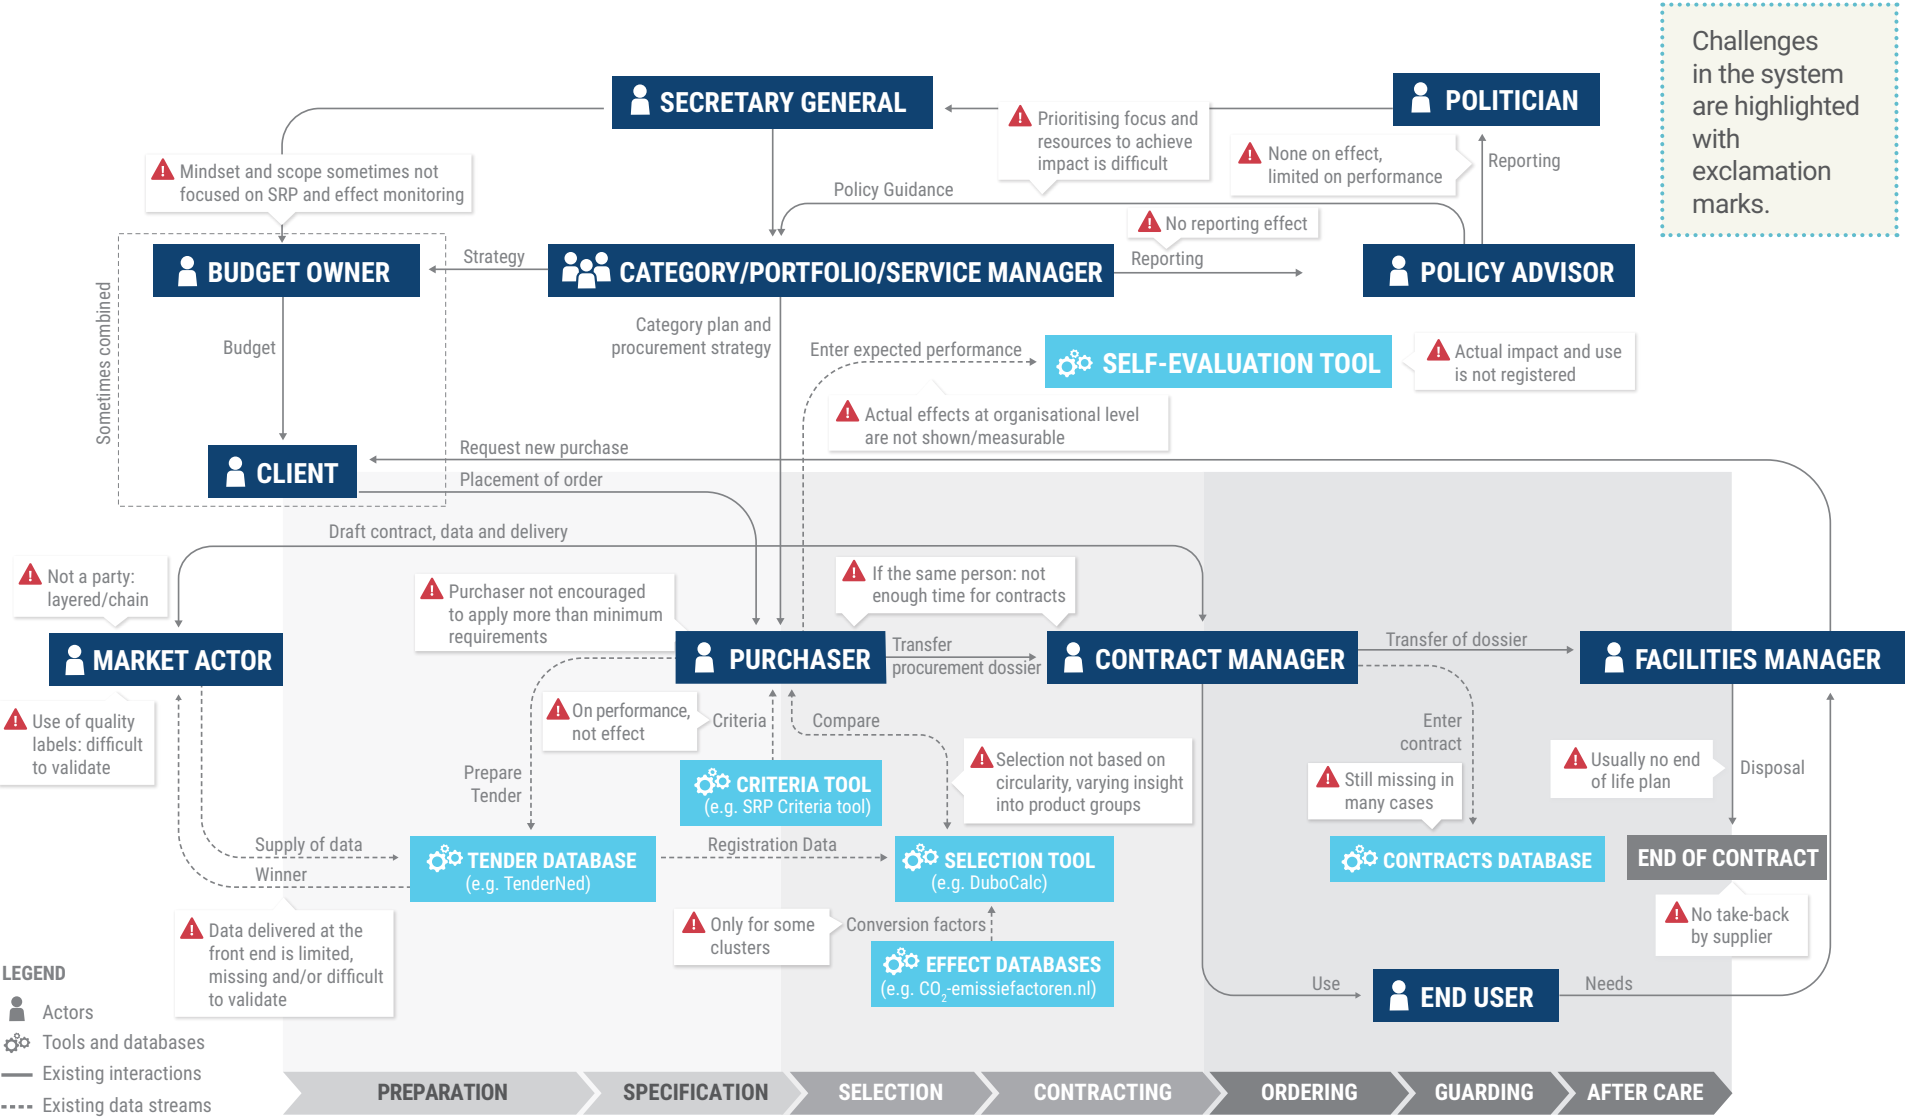 Challenges
in the system
are highlighted
with
exclamation
marks.
SECRETARY GENERAL
POLITICIAN
Prioritising focus and
resources to achieve
impact is difficult
None on effect,
limited on performance
Reporting
Mindset and scope sometimes not
focused on SRP and effect monitoring
Policy Guidance
No reporting effect
Sometimes combined
BUDGET OWNER
Strategy
CATEGORY/PORTFOLIO/SERVICE MANAGER
Reporting
POLICY ADVISOR
Budget
Category plan and
procurement strategy
Enter expected performance
SELF-EVALUATION TOOL
Actual impact and use
is not registered
Actual effects at organisational level
are not shown/measurable
CLIENT
Request new purchase
Placement of order
Draft contract, data and delivery
Not a party:
layered/chain
Purchaser not encouraged
to apply more than minimum
requirements
If the same person: not
enough time for contracts
MARKET ACTOR
PURCHASER
Transfer
procurement dossier
CONTRACT MANAGER
Transfer of dossier
FACILITIES MANAGER
Use of quality
labels: difficult
to validate
On performance,
not effect
Criteria
Compare
Enter
contract
Selection not based on
circularity, varying insight
into product groups
Usually no end
of life plan
Disposal
Prepare
Tender
CRITERIA TOOL
(e.g. SRP Criteria tool)
Still missing in
many cases
Supply of data
Winner
TENDER DATABASE
(e.g. TenderNed)
Registration Data
SELECTION TOOL
(e.g. DuboCalc)
CONTRACTS DATABASE
END OF CONTRACT
Data delivered at the
front end is limited,
missing and/or difficult
to validate
Only for some
clusters
Conversion factors
EFFECT DATABASES
(e.g. CO2-emissiefactoren.nl)
No take-back
by supplier
Use
END USER
Needs
LEGEND
Actors
Tools and databases
Existing interactions
Existing data streams
PREPARATION
SPECIFICATION
SELECTION
CONTRACTING
ORDERING
GUARDING
AFTER CARE